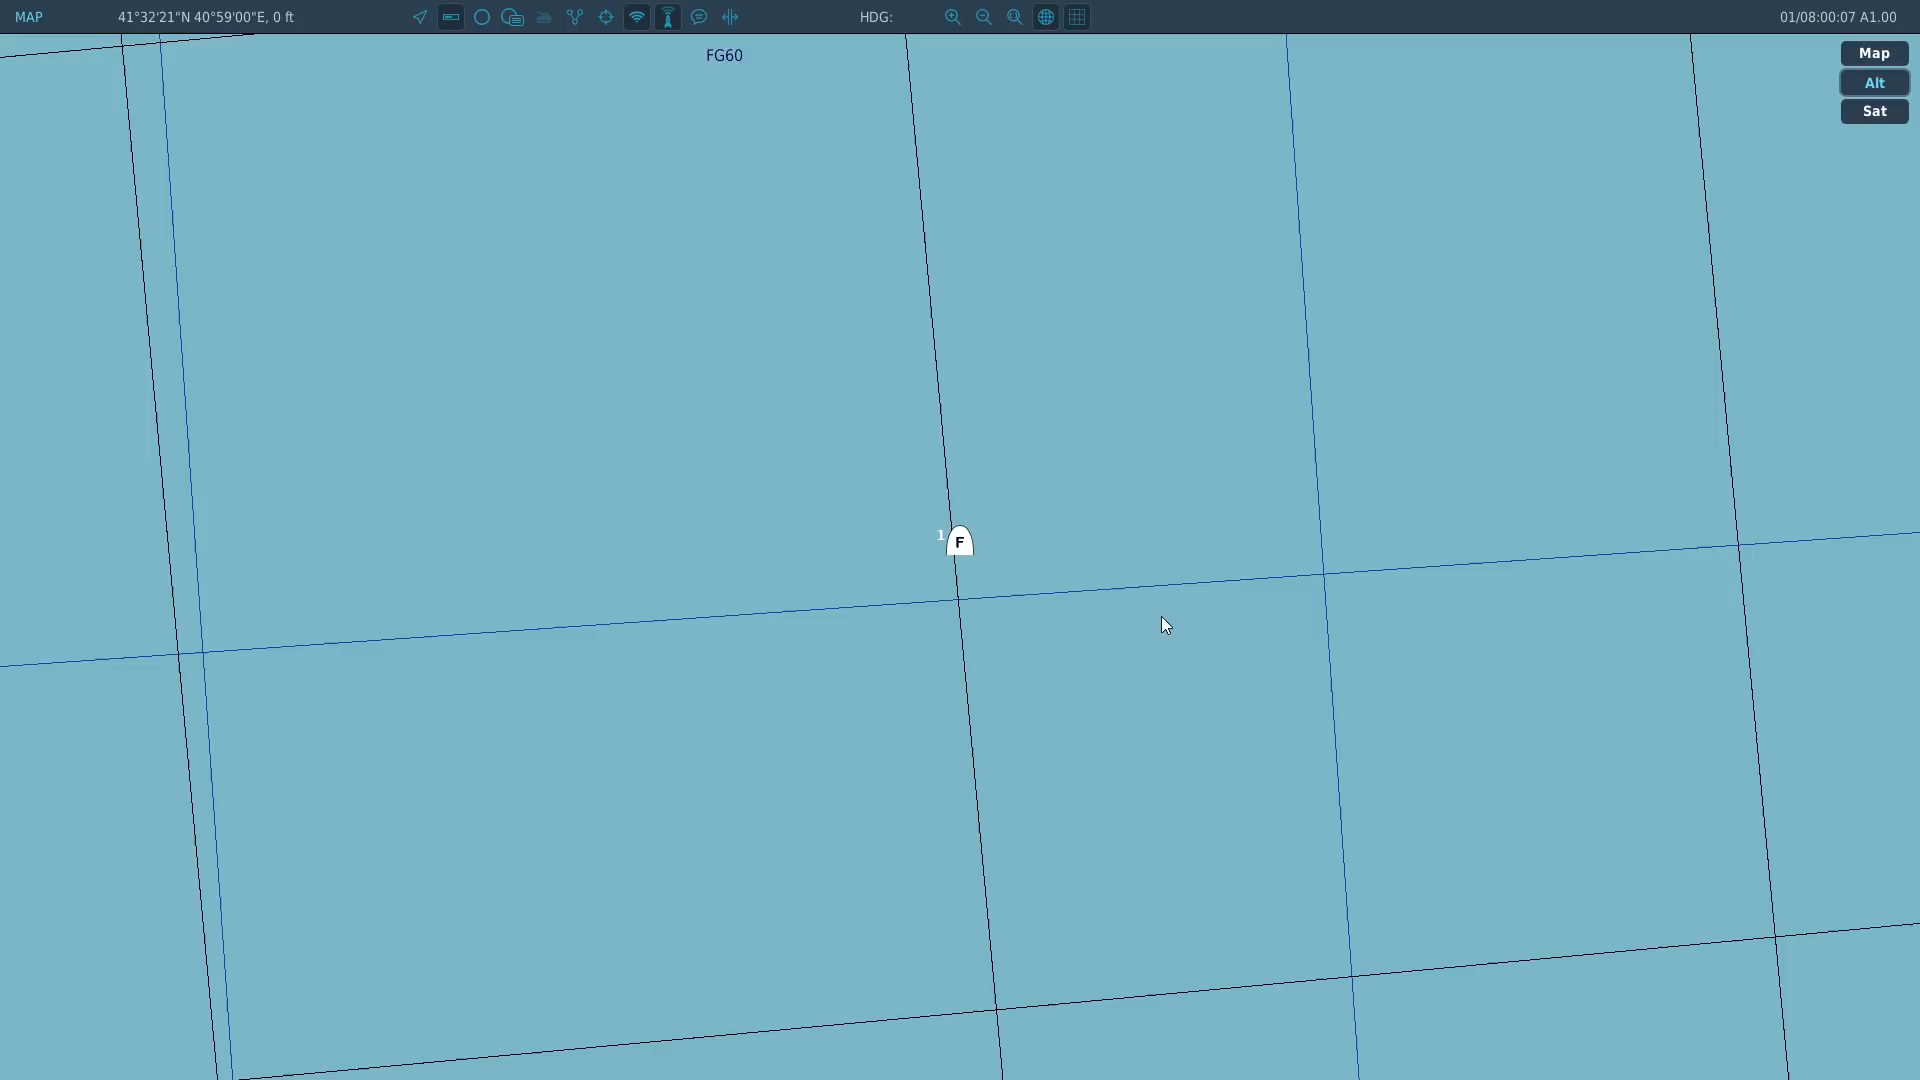 MAP 41°32'21"N 40°59'00"E, 0 ft HDG: 01/08:00:07 A1.00
FG60
Map
Alt
Sat
1 F